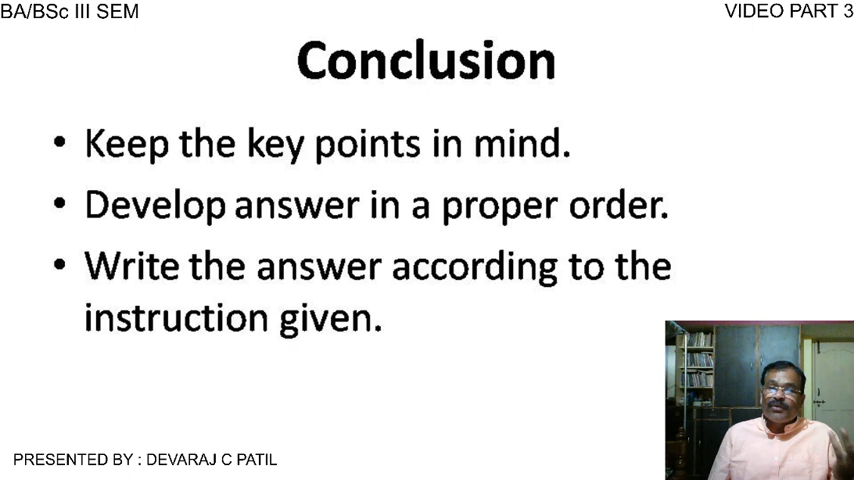 BA/BSc III SEM
VIDEO PART 3
Conclusion
• Keep the key points in mind.
• Develop answer in a proper order.
• Write the answer according to the
instruction given.
PRESENTED BY : DEVARAJ C PATIL